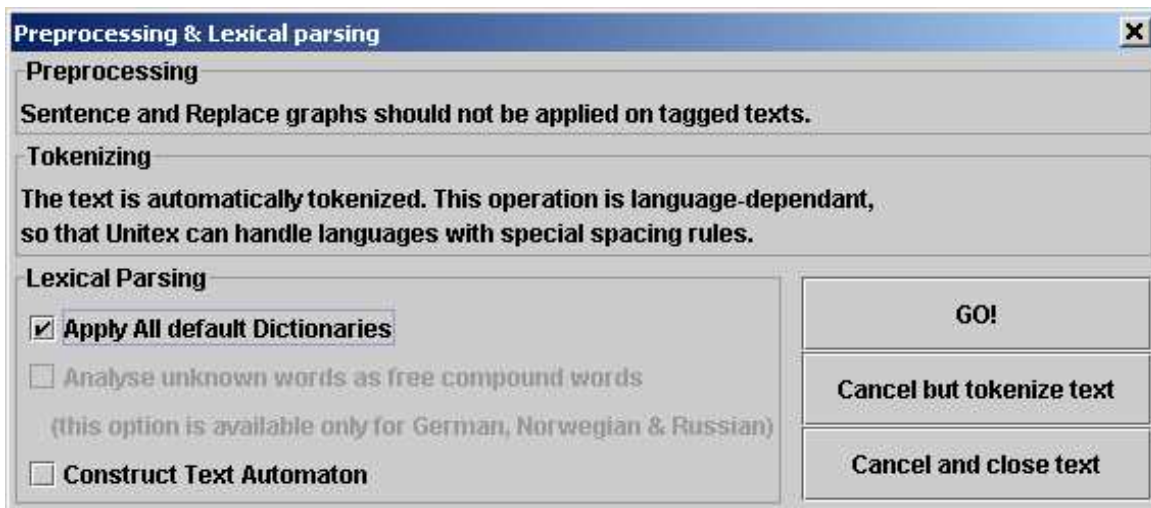 Preprocessing & Lexical parsing
Preprocessing
Sentence and Replace graphs should not be applied on tagged texts.
Tokenizing
The text is automatically tokenized. This operation is language-dependant,
so that Unitex can handle languages with special spacing rules.
Lexical Parsing
Apply All default Dictionaries
Analyse unknown words as free compound words
(this option is available only for German, Norwegian & Russian)
Construct Text Automaton
GO!
Cancel but tokenize text
Cancel and close text